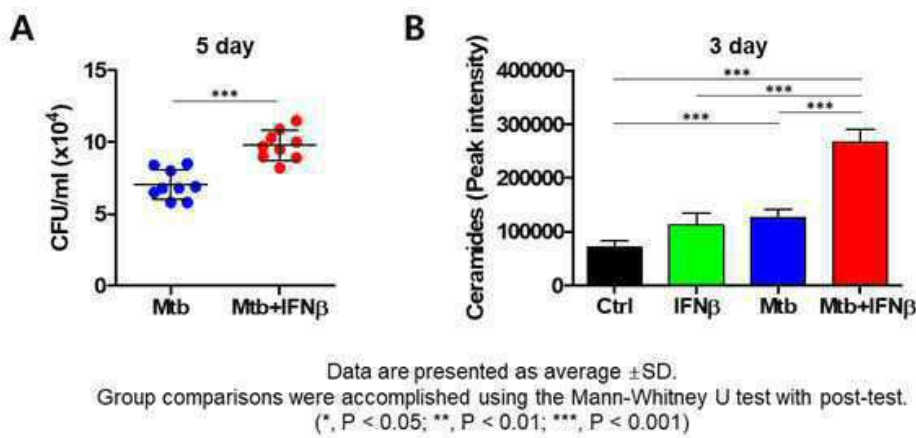 A
5 day
CFU/ml (x10⁴)
15
10
5
0
***
Mtb
Mtb+IFNβ
B
3 day
Ceramides (Peak intensity)
400000
300000
200000
100000
0
***
***
***
***
Ctrl
IFNβ
Mtb
Mtb+IFNβ
Data are presented as average ±SD.
Group comparisons were accomplished using the Mann-Whitney U test with post-test.
(*, P < 0.05; **, P < 0.01; ***, P < 0.001)